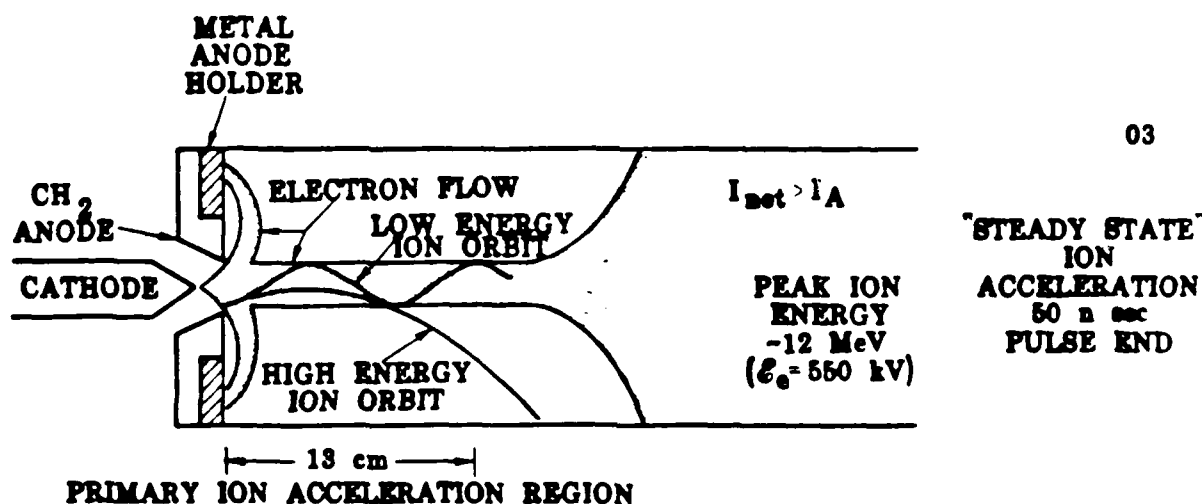 METAL
ANODE
HOLDER
03
CH2
ANODE
ELECTRON FLOW
LOW ENERGY
ION ORBIT
I net > I A
CATHODE
PEAK ION
ENERGY
~12 MeV
(ℰe = 550 kV)
"STEADY STATE"
ION
ACCELERATION
50 n sec
PULSE END
HIGH ENERGY
ION ORBIT
13 cm
PRIMARY ION ACCELERATION REGION